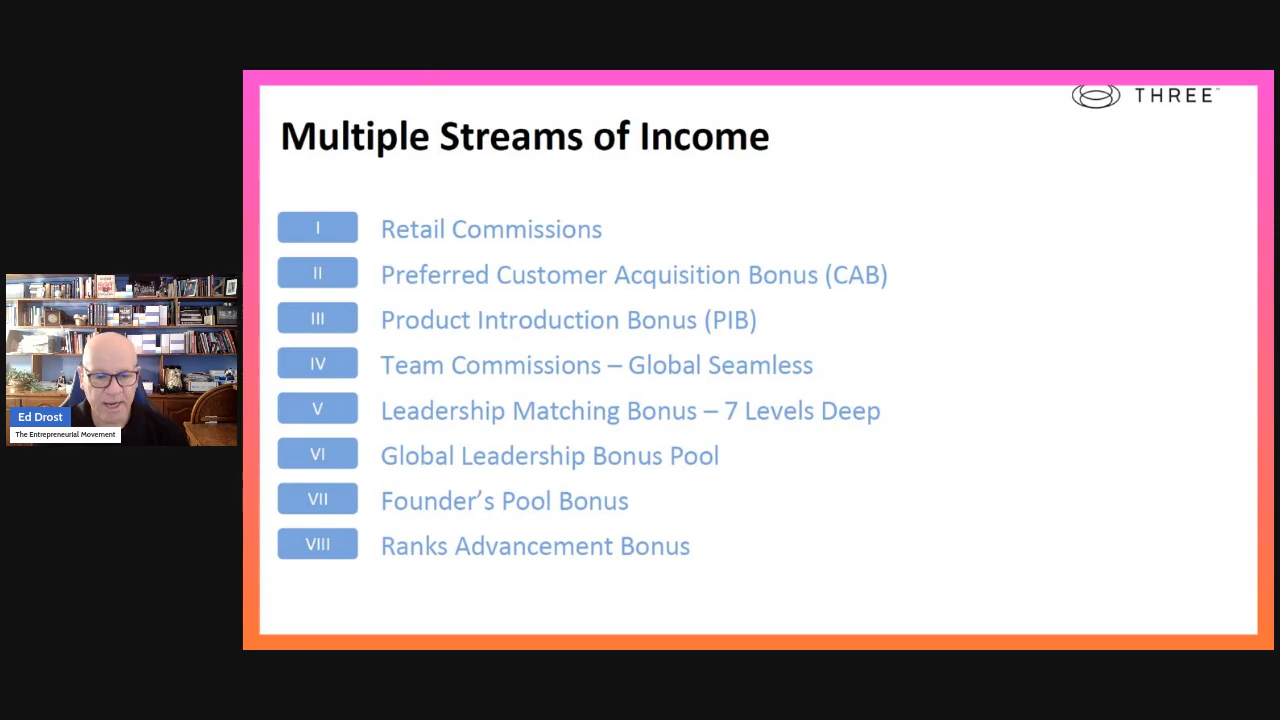 THREE™
Multiple Streams of Income
I Retail Commissions
II Preferred Customer Acquisition Bonus (CAB)
III Product Introduction Bonus (PIB)
IV Team Commissions – Global Seamless
V Leadership Matching Bonus – 7 Levels Deep
VI Global Leadership Bonus Pool
VII Founder’s Pool Bonus
VIII Ranks Advancement Bonus
Ed Drost
The Entrepreneurial Movement